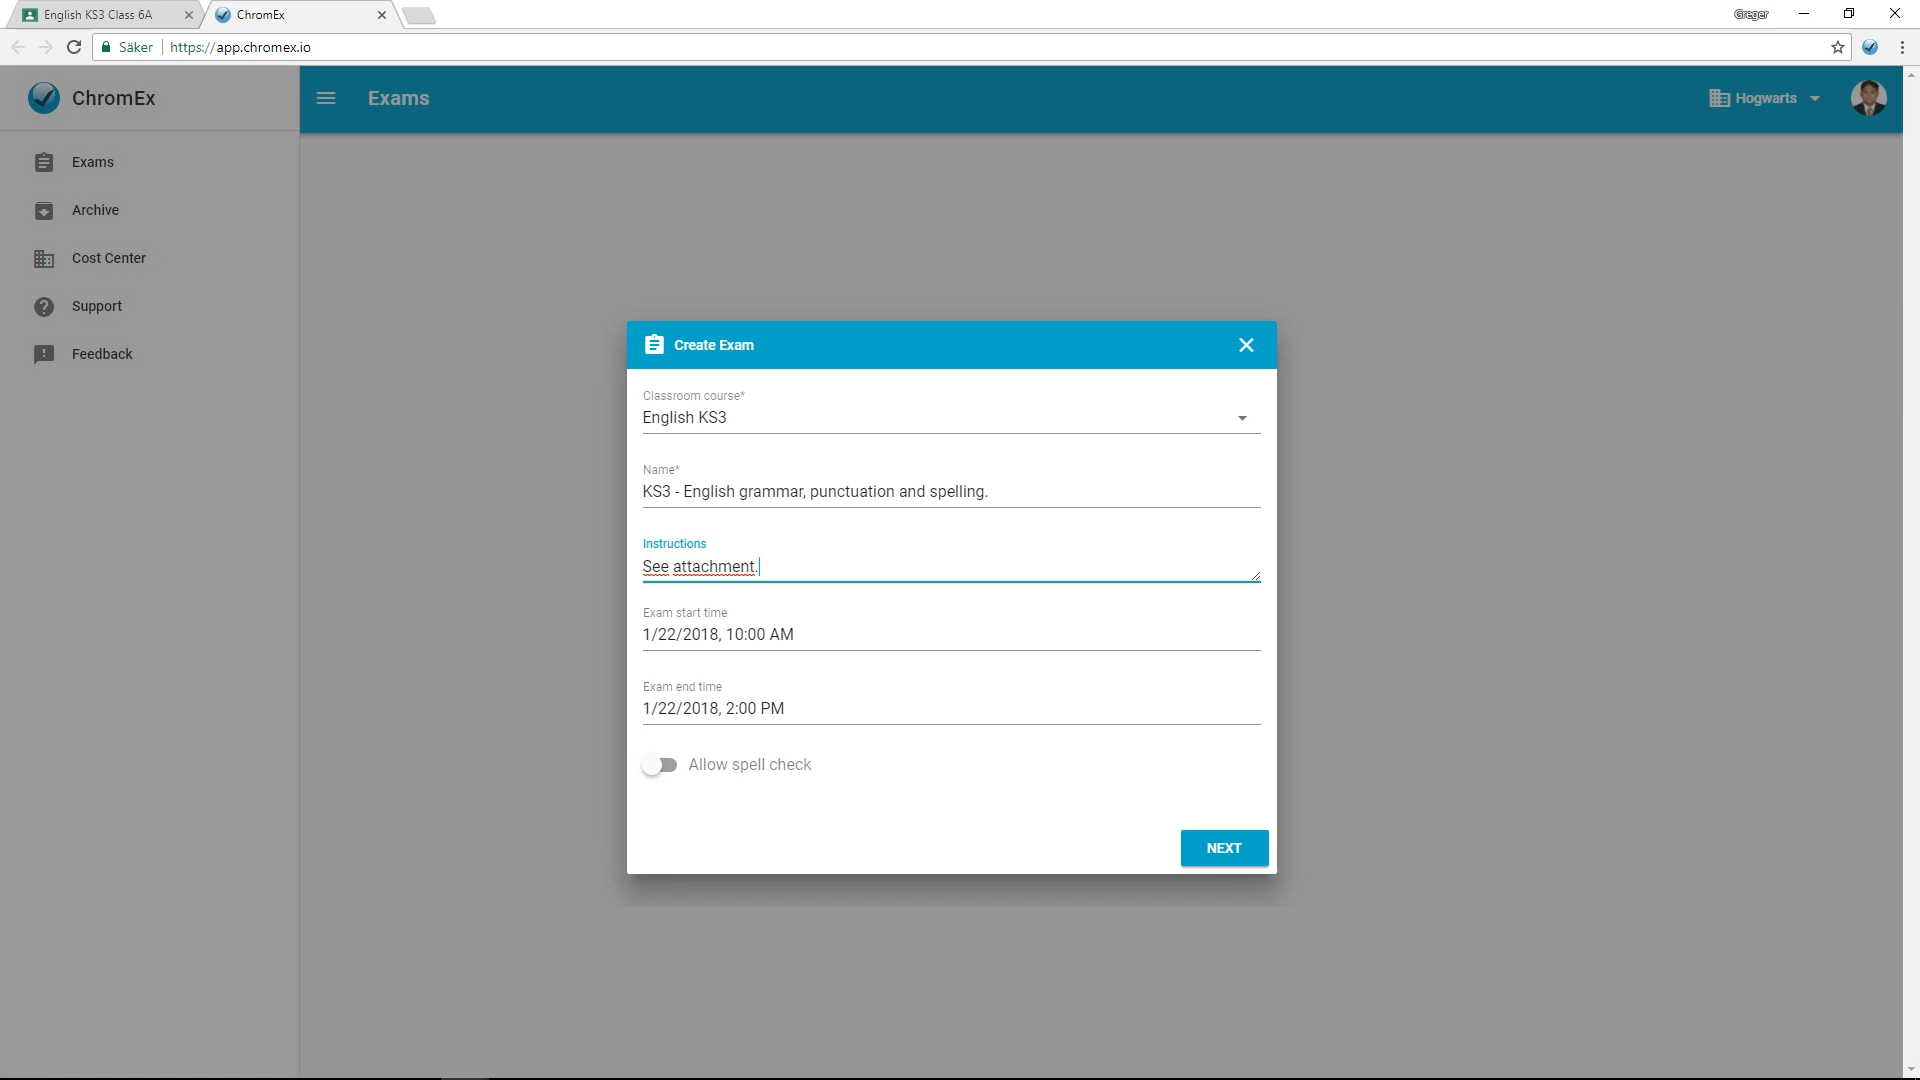 English KS3 Class 6A
ChromEx
Greger
Säker
https://app.chromex.io
ChromEx
Exams
Hogwarts
Exams
Archive
Cost Center
Support
Feedback
Create Exam
Classroom course*
English KS3
Name*
KS3 - English grammar, punctuation and spelling.
Instructions
See attachment.
Exam start time
1/22/2018, 10:00 AM
Exam end time
1/22/2018, 2:00 PM
Allow spell check
NEXT